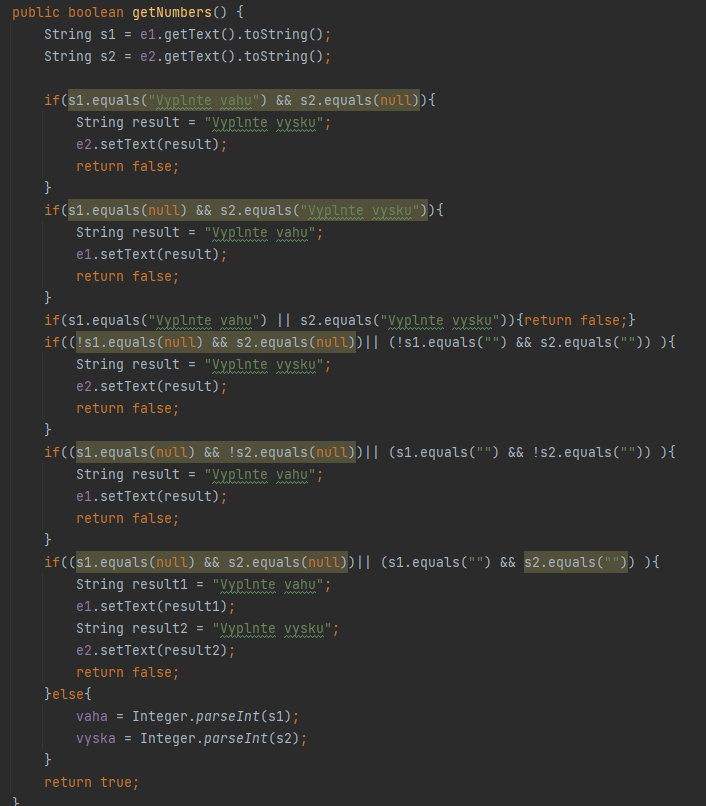 public boolean getNumbers() {
    String s1 = e1.getText().toString();
    String s2 = e2.getText().toString();

    if(s1.equals("Vyplnte vahu") && s2.equals(null)){
        String result = "Vyplnte vysku";
        e2.setText(result);
        return false;
    }
    if(s1.equals(null) && s2.equals("Vyplnte vysku")){
        String result = "Vyplnte vahu";
        e1.setText(result);
        return false;
    }
    if(s1.equals("Vyplnte vahu") || s2.equals("Vyplnte vysku")){return false;}
    if((!s1.equals(null) && s2.equals(null))|| (!s1.equals("") && s2.equals("")) ){
        String result = "Vyplnte vysku";
        e2.setText(result);
        return false;
    }
    if((s1.equals(null) && !s2.equals(null))|| (s1.equals("") && !s2.equals("")) ){
        String result = "Vyplnte vahu";
        e1.setText(result);
        return false;
    }
    if((s1.equals(null) && s2.equals(null))|| (s1.equals("") && s2.equals("")) ){
        String result1 = "Vyplnte vahu";
        e1.setText(result1);
        String result2 = "Vyplnte vysku";
        e2.setText(result2);
        return false;
    }else{
        vaha = Integer.parseInt(s1);
        vyska = Integer.parseInt(s2);
    }
    return true;
}